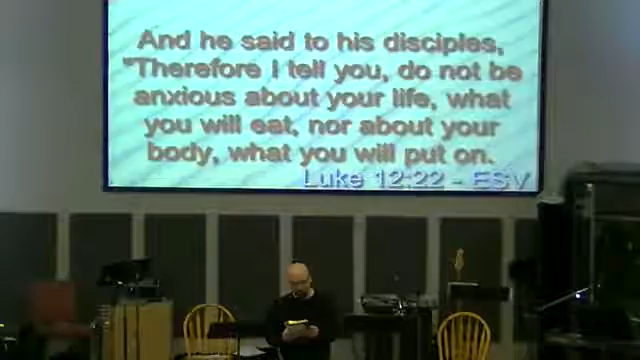 And he said to his disciples,
"Therefore I tell you, do not be
anxious about your life, what
you will eat, nor about your
body, what you will put on.
Luke 12:22 - ESV